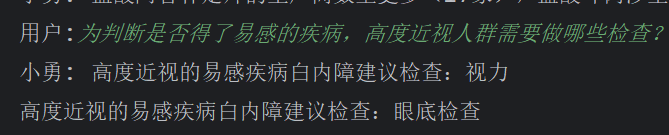 用户:为判断是否得了易感的疾病，高度近视人群需要做哪些检查?
小勇: 高度近视的易感疾病白内障建议检查: 视力
高度近视的易感疾病白内障建议检查: 眼底检查